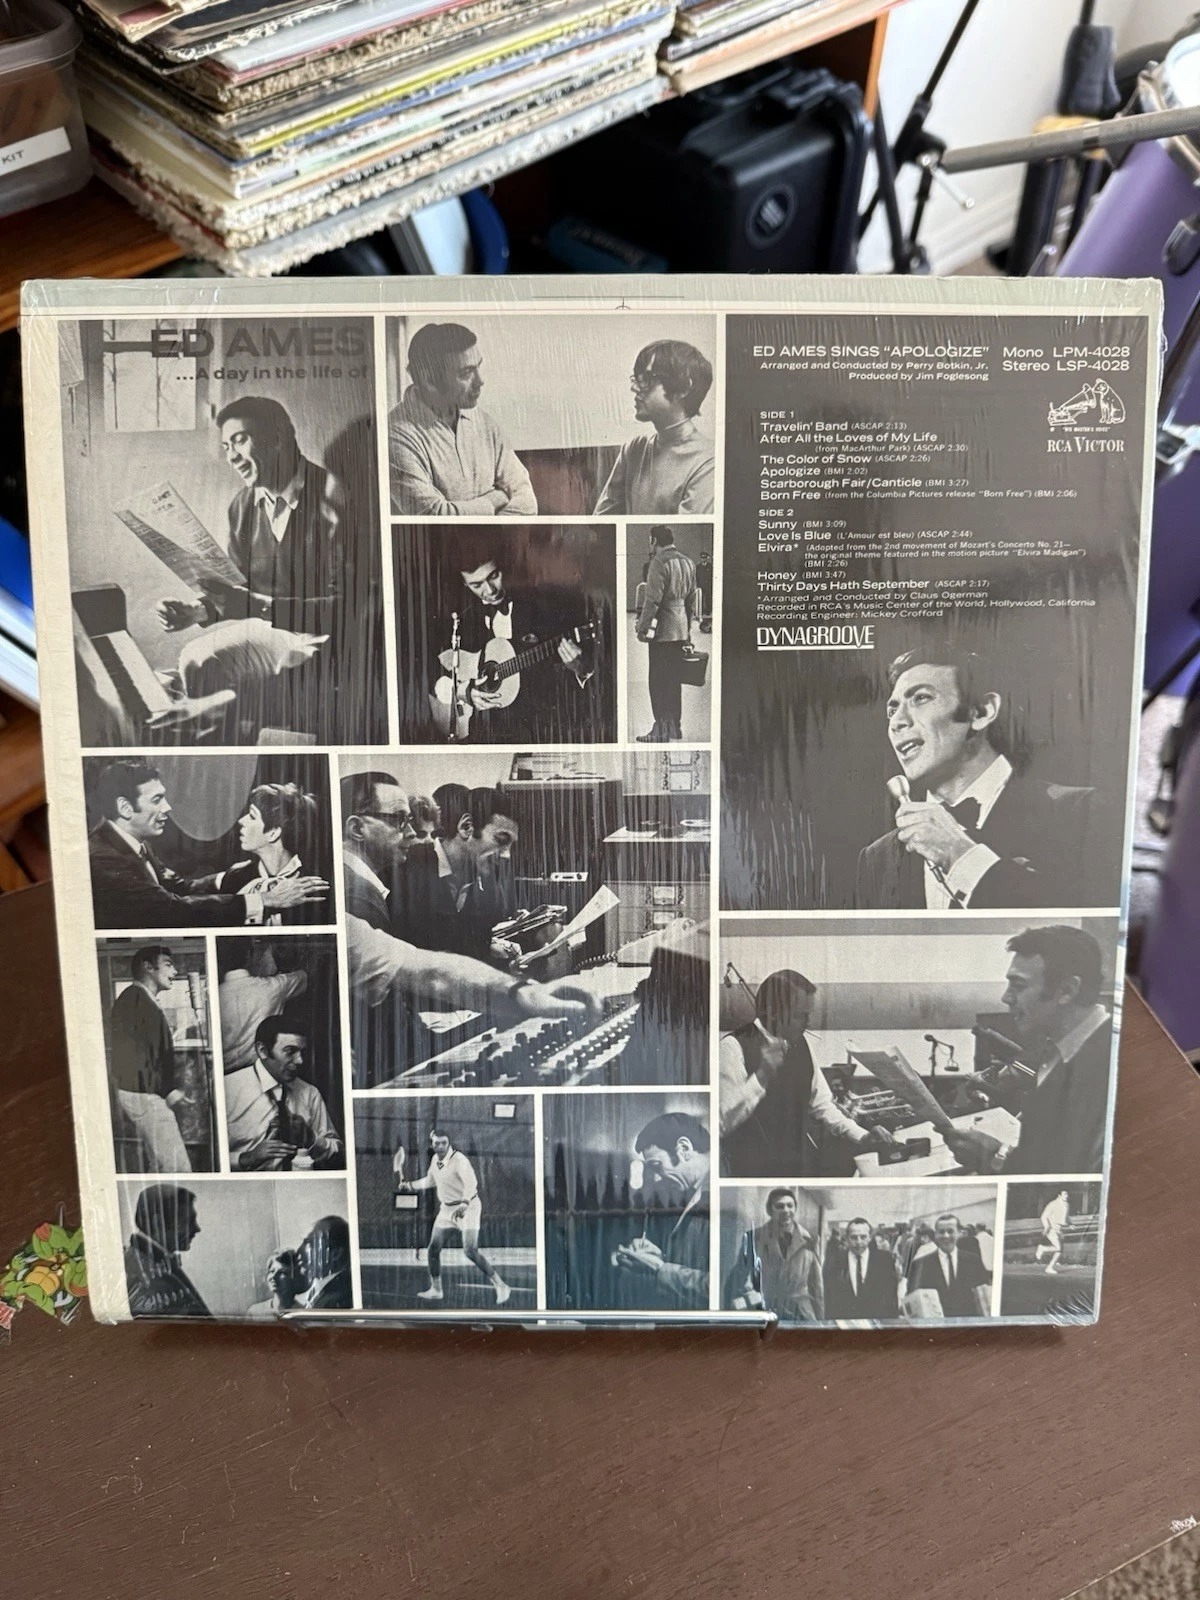 KIT
ED AMES
...A day in the life of
ED AMES SINGS "APOLOGIZE"
Arranged and Conducted by Perry Botkin, Jr.
Produced by Jim Foglesong
Mono LPM-4028
Stereo LSP-4028
"HIS MASTER'S VOICE"
RCA VICTOR
SIDE 1
Travelin' Band (ASCAP 2:13)
After All the Loves of My Life
(from MacArthur Park) (ASCAP 2:30)
The Color of Snow (ASCAP 2:26)
Apologize (BMI 2:02)
Scarborough Fair/Canticle (BMI 3:27)
Born Free (from the Columbia Pictures release "Born Free") (BMI 2:06)
SIDE 2
Sunny (BMI 3:09)
Love Is Blue (L'Amour est bleu) (ASCAP 2:44)
Elvira* (Adapted from the 2nd movement of Mozart's Concerto No. 21—
the original theme featured in the motion picture "Elvira Madigan")
(BMI 2:26)
Honey (BMI 3:47)
Thirty Days Hath September (ASCAP 2:17)
*Arranged and Conducted by Claus Ogerman
Recorded in RCA's Music Center of the World, Hollywood, California
Recording Engineer: Mickey Crofford
DYNAGROOVE